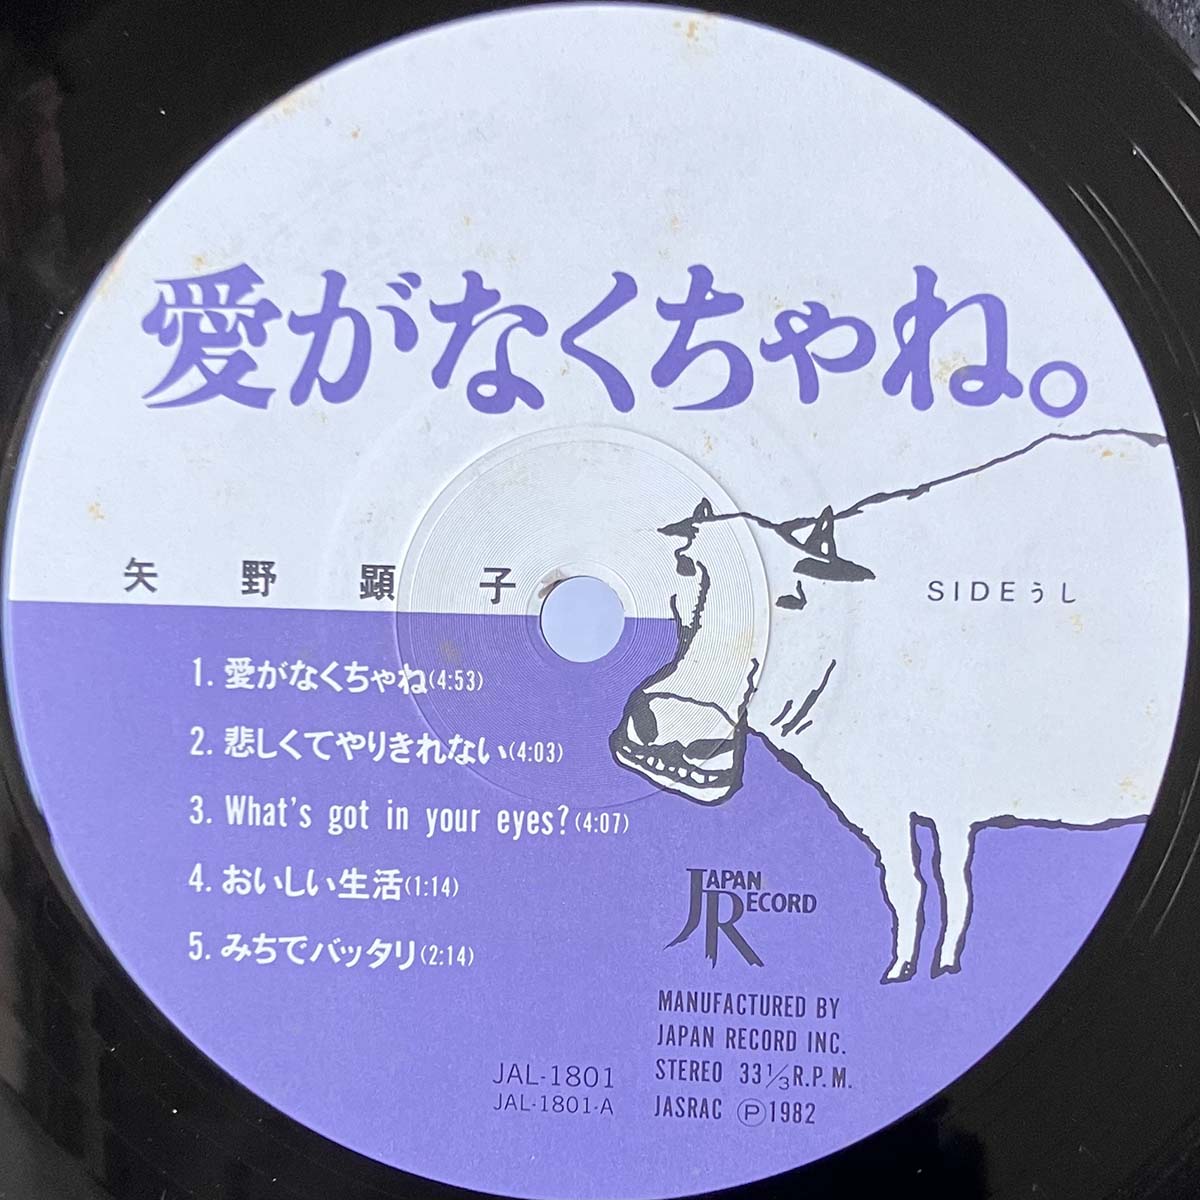 愛がなくちゃね。
矢野顕子
SIDEうし
1. 愛がなくちゃね(4:53)
2. 悲しくてやりきれない(4:03)
3. What's got in your eyes?(4:07)
4. おいしい生活(1:14)
5. みちでバッタリ(2:14)
JAPAN
RECORD
MANUFACTURED BY
JAPAN RECORD INC.
STEREO 33⅓R.P.M.
JASRAC Ⓟ1982
JAL-1801
JAL-1801-A